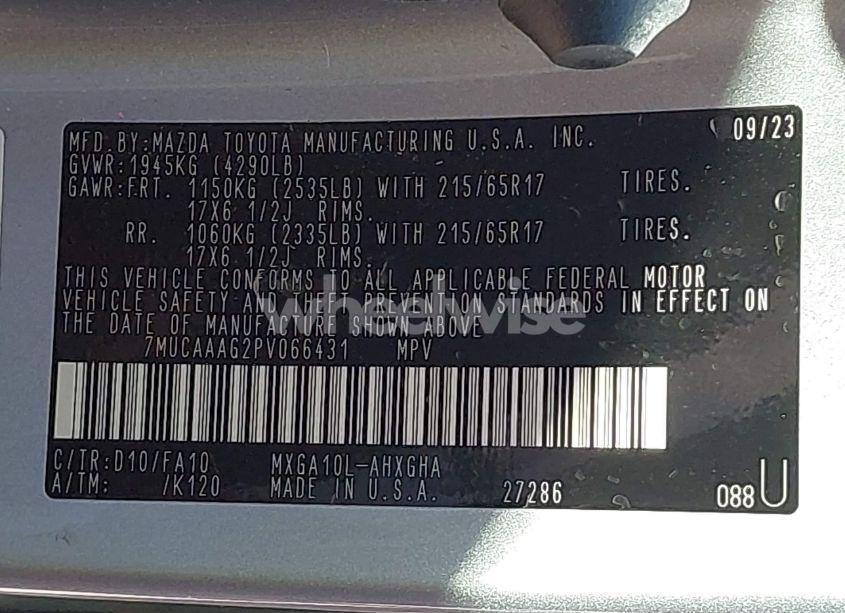 MFD.BY:MAZDA TOYOTA MANUFACTURING U.S.A. INC. 09/23
GVWR:1945KG (4290LB)
GAWR:FRT. 1150KG (2535LB) WITH 215/65R17 TIRES.
17X6 1/2J RIMS.
RR. 1060KG (2335LB) WITH 215/65R17 TIRES.
17X6 1/2J RIMS.
THIS VEHICLE CONFORMS TO ALL APPLICABLE FEDERAL MOTOR
VEHICLE SAFETY AND THEFT PREVENTION STANDARDS IN EFFECT ON
THE DATE OF MANUFACTURE SHOWN ABOVE
wheelwise
7MUCAAAG2PV066431 MPV
C/TR:D10/FA10 MXGA10L-AHXGHA
A/TM: /K120 MADE IN U.S.A. 27286 088U